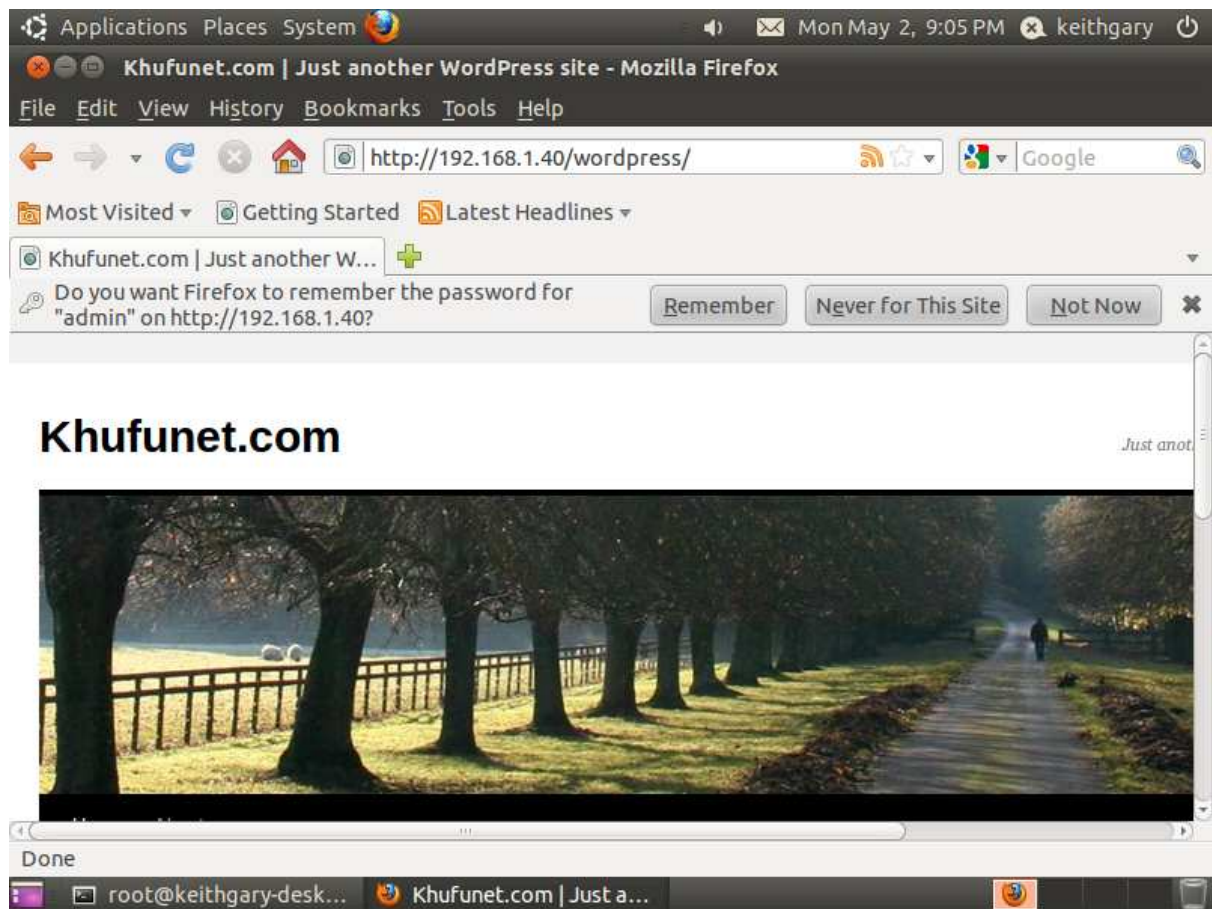 Applications Places System Mon May 2, 9:05 PM keithgary
Khufunet.com | Just another WordPress site - Mozilla Firefox
File Edit View History Bookmarks Tools Help
http://192.168.1.40/wordpress/ Google
Most Visited Getting Started Latest Headlines
Khufunet.com | Just another W...
Do you want Firefox to remember the password for
"admin" on http://192.168.1.40?
Remember Never for This Site Not Now
Khufunet.com
Just anot
Done
root@keithgary-desk... Khufunet.com | Just a...